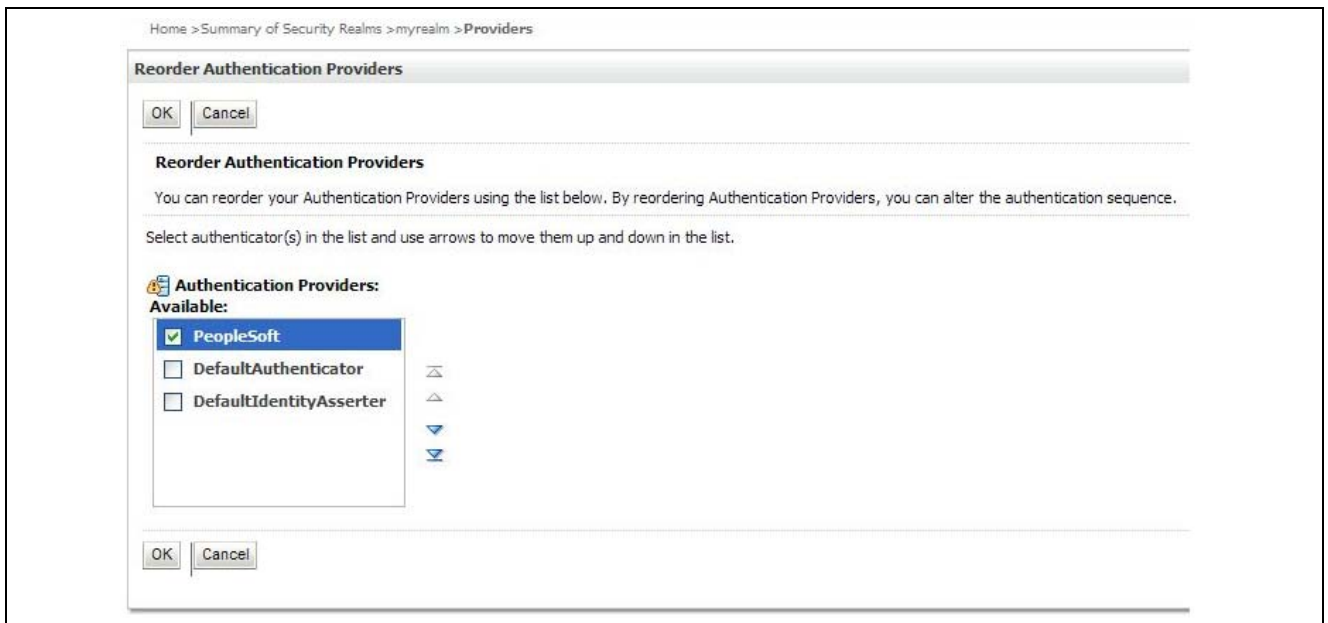 Home >Summary of Security Realms >myrealm >Providers
Reorder Authentication Providers
OK Cancel
Reorder Authentication Providers
You can reorder your Authentication Providers using the list below. By reordering Authentication Providers, you can alter the authentication sequence.
Select authenticator(s) in the list and use arrows to move them up and down in the list.
Authentication Providers:
Available:
PeopleSoft
DefaultAuthenticator
DefaultIdentityAsserter
OK Cancel